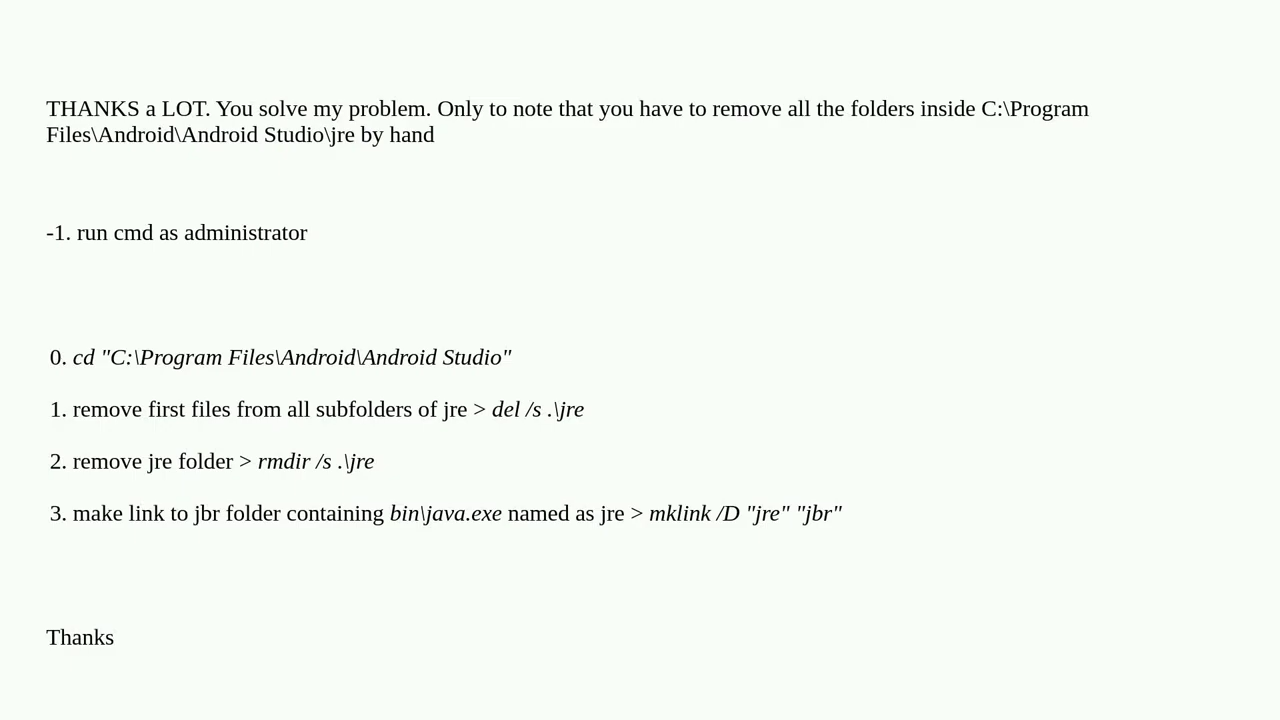 THANKS a LOT. You solve my problem. Only to note that you have to remove all the folders inside C:\Program
Files\Android\Android Studio\jre by hand
-1. run cmd as administrator
0. cd "C:\Program Files\Android\Android Studio"
1. remove first files from all subfolders of jre > del /s .\jre
2. remove jre folder > rmdir /s .\jre
3. make link to jbr folder containing bin\java.exe named as jre > mklink /D "jre" "jbr"
Thanks